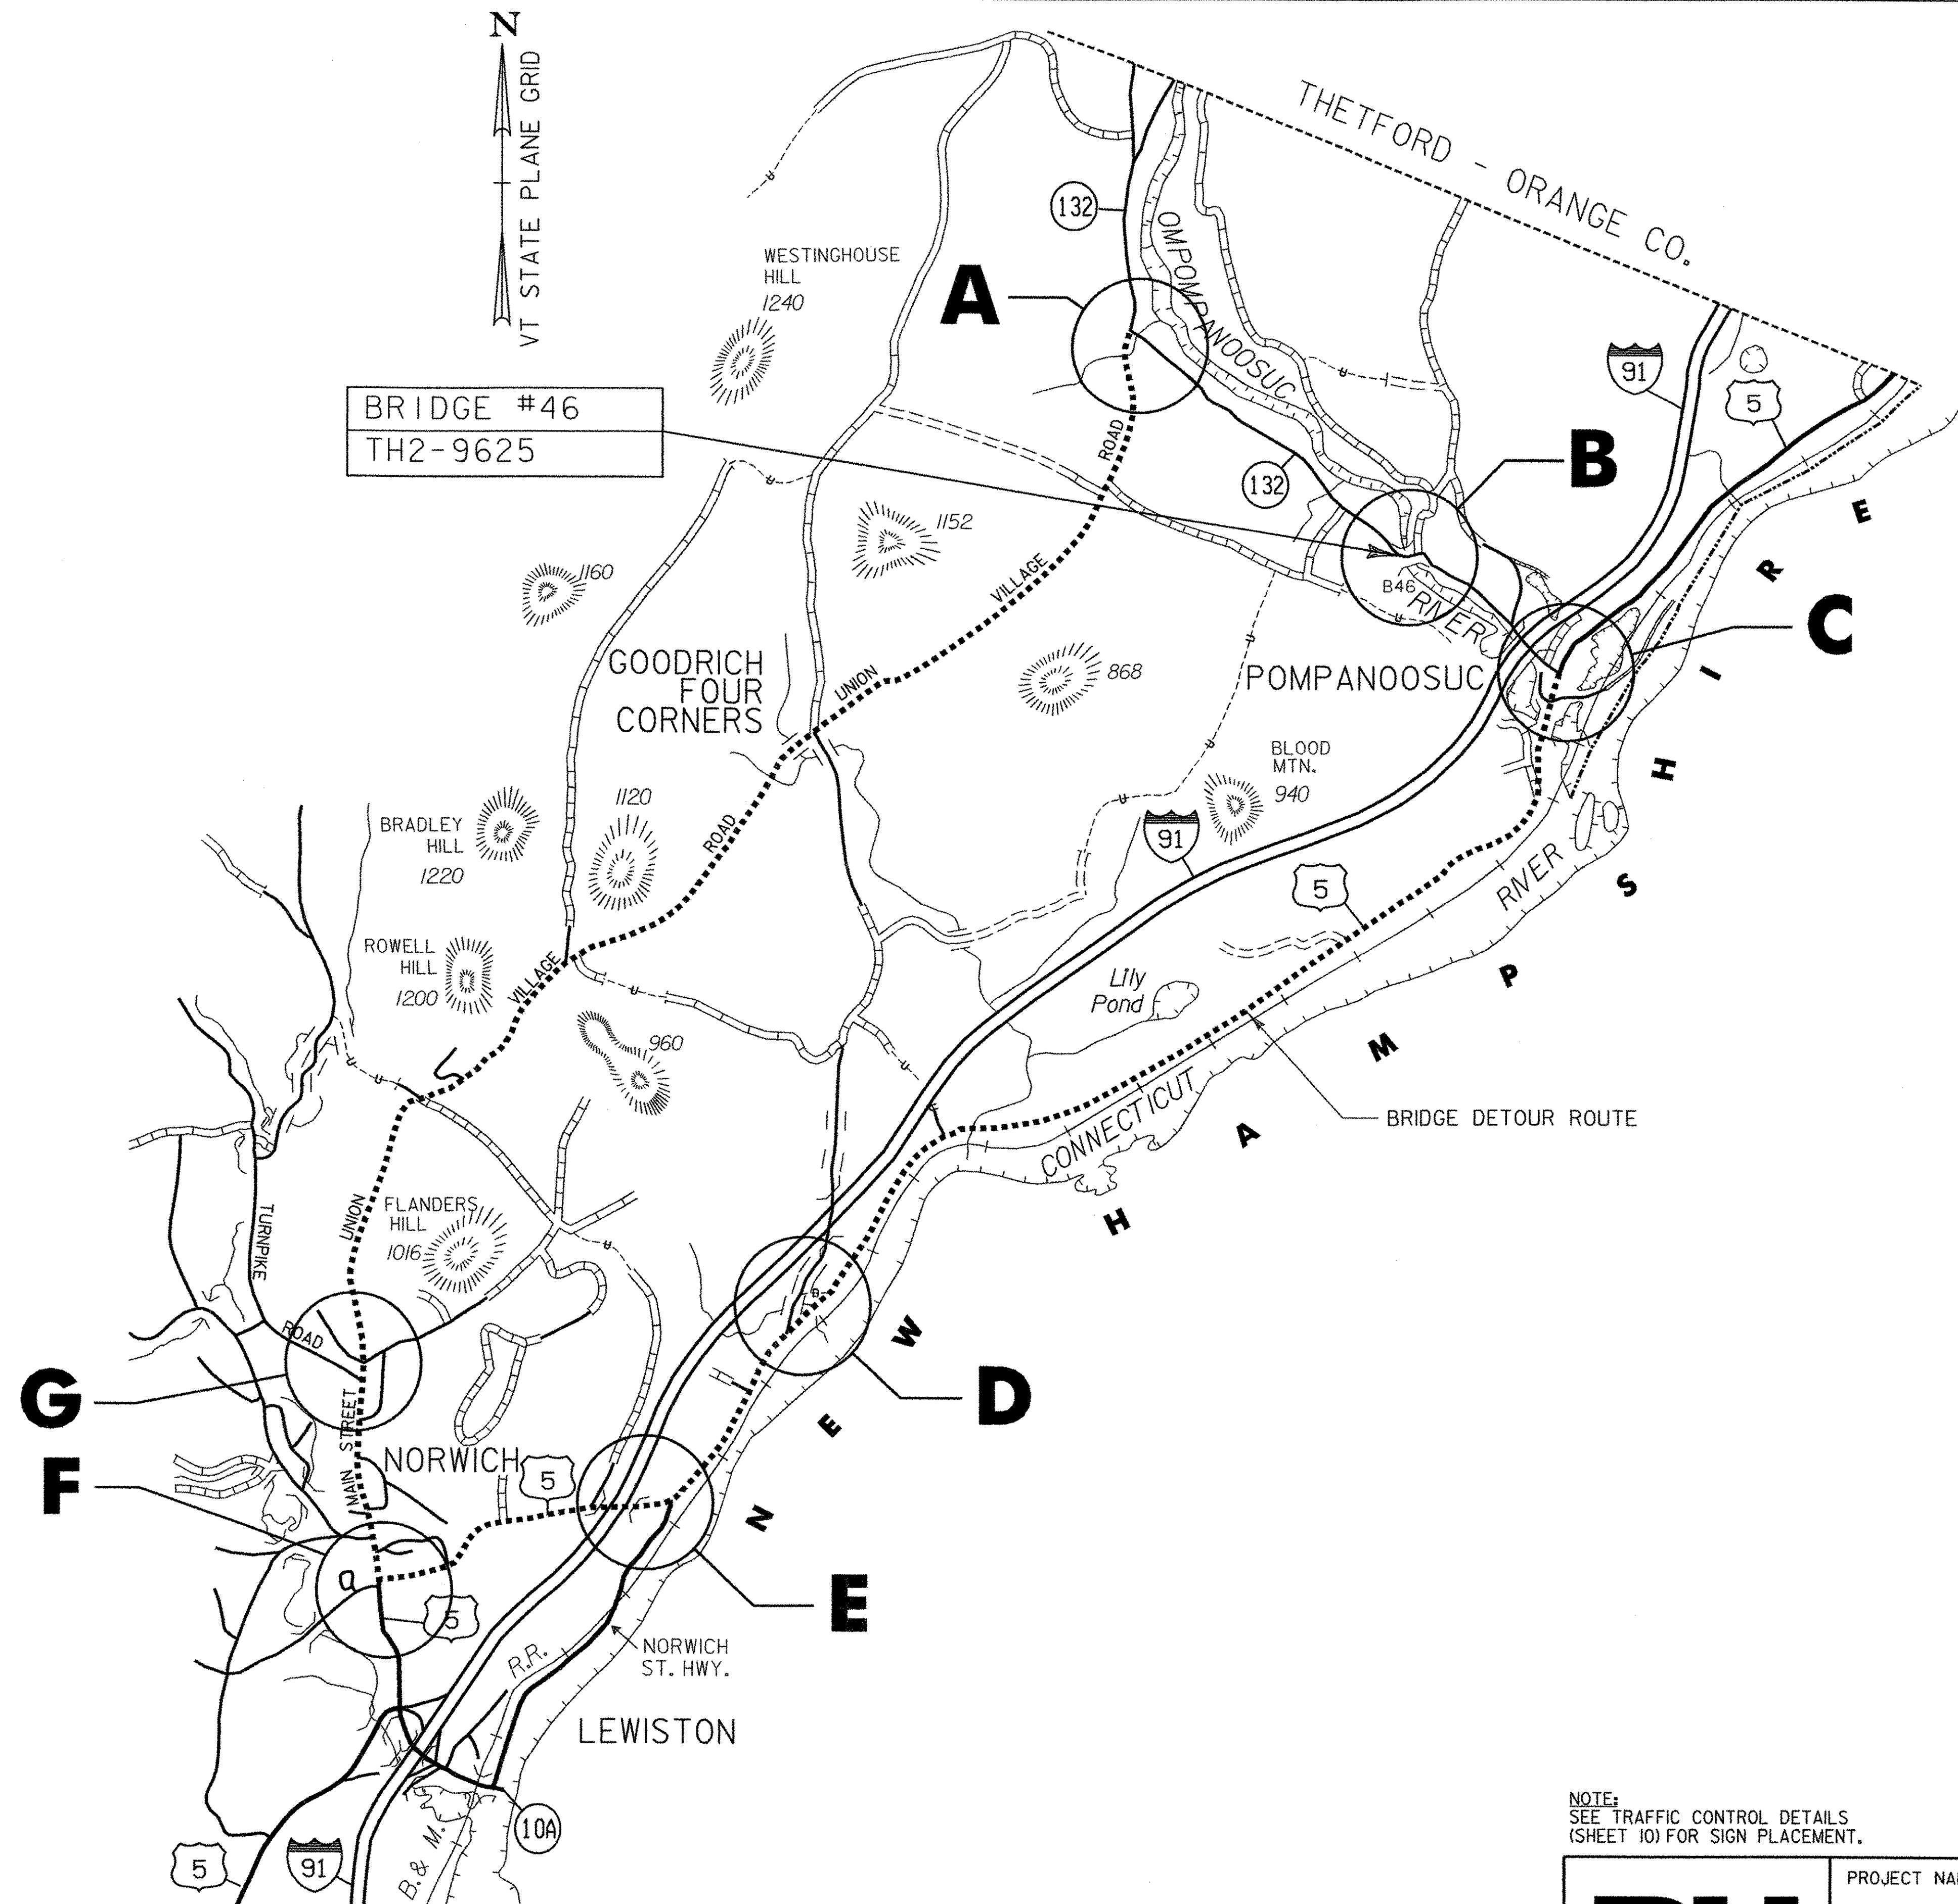 N
VT STATE PLANE GRID
THETFORD - ORANGE CO.
132
OMPOMPANOOSUC
WESTINGHOUSE
HILL
1240
A
91
5
BRIDGE #46
TH2-9625
ROAD
B
132
E
1152
VILLAGE
R
1160
B46
RIVER
C
GOODRICH
FOUR
CORNERS
UNION
868
POMPANOOSUC
I
BLOOD
MTN.
940
H
1120
BRADLEY
HILL
1220
ROAD
91
5
RIVER
S
ROWELL
HILL
1200
VILLAGE
Lily
Pond
P
960
M
CONNECTICUT
BRIDGE DETOUR ROUTE
A
H
TURNPIKE
UNION
FLANDERS
HILL
1016
W
ROAD
G
MAIN STREET
D
E
NORWICH
5
F
N
E
5
NORWICH
ST. HWY.
R.R.
LEWISTON
10A
B.& M.
5
91
NOTE:
SEE TRAFFIC CONTROL DETAILS
(SHEET 10) FOR SIGN PLACEMENT.
PROJECT